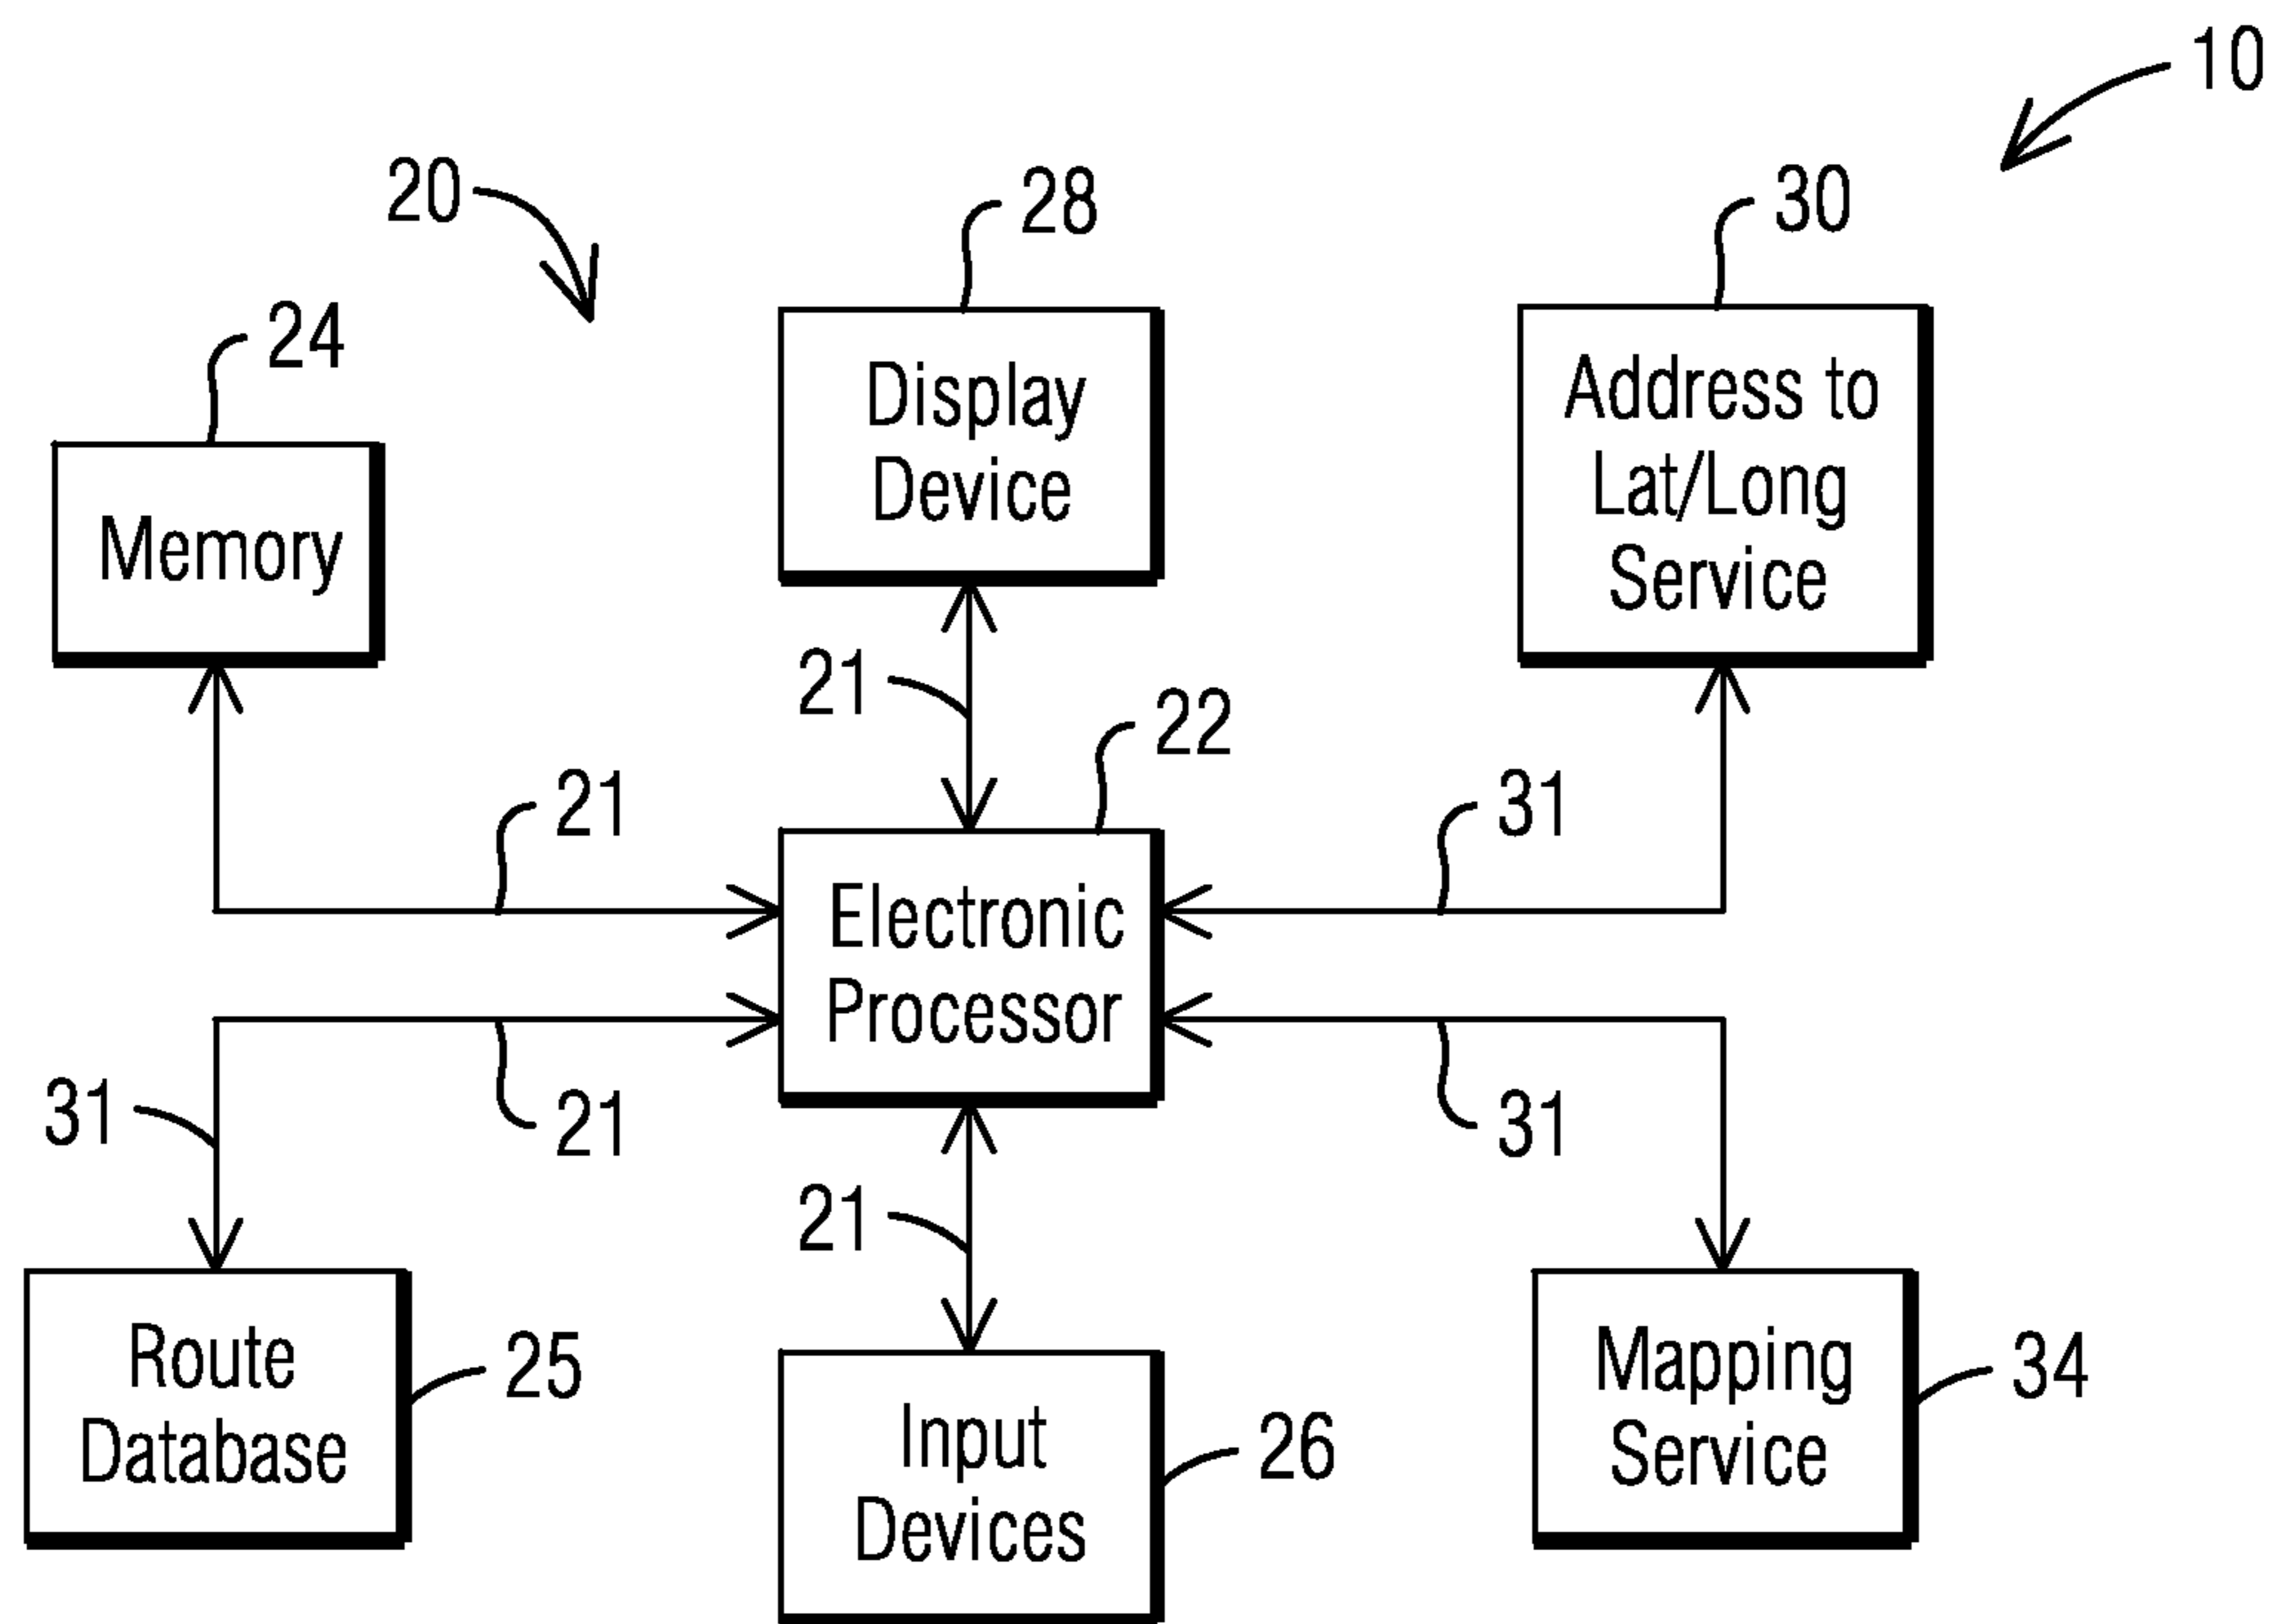 10
20
28
30
24
Display
Device
Address to
Lat/Long
Service
Memory
21
22
21
31
Electronic
Processor
31
21
31
21
Route
Database
25
Input
Devices
26
Mapping
Service
34